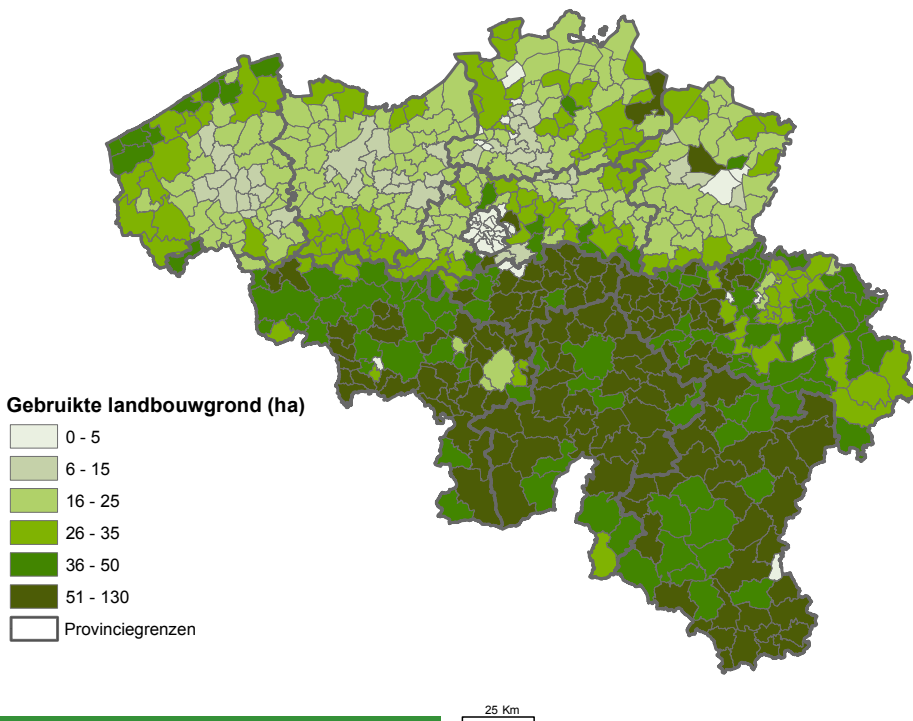 Gebruikte landbouwgrond (ha)
0 - 5
6 - 15
16 - 25
26 - 35
36 - 50
51 - 130
Provinciegrenzen
25 Km